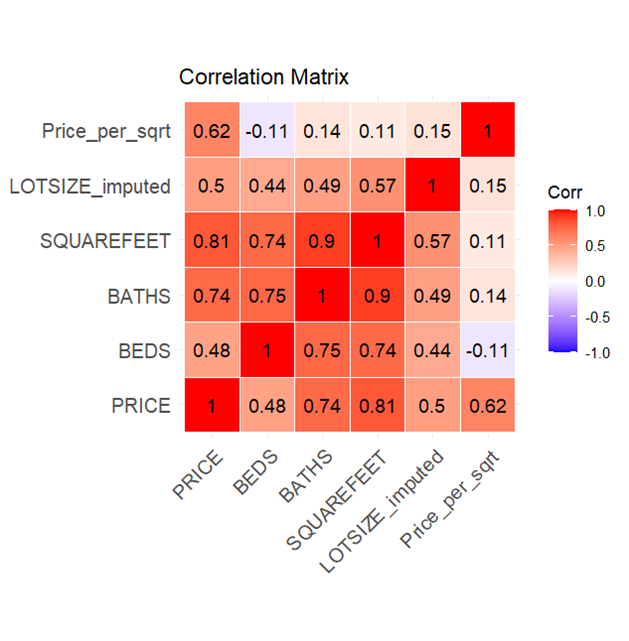 Correlation Matrix
Price_per_sqrt 0.62 -0.11 0.14 0.11 0.15 1
LOTSIZE_imputed 0.5 0.44 0.49 0.57 1 0.15
SQUAREFEET 0.81 0.74 0.9 1 0.57 0.11
BATHS 0.74 0.75 1 0.9 0.49 0.14
BEDS 0.48 1 0.75 0.74 0.44 -0.11
PRICE 1 0.48 0.74 0.81 0.5 0.62
PRICE
BEDS
BATHS
SQUAREFEET
LOTSIZE_imputed
Price_per_sqrt
Corr
1.0
0.5
0.0
-0.5
-1.0